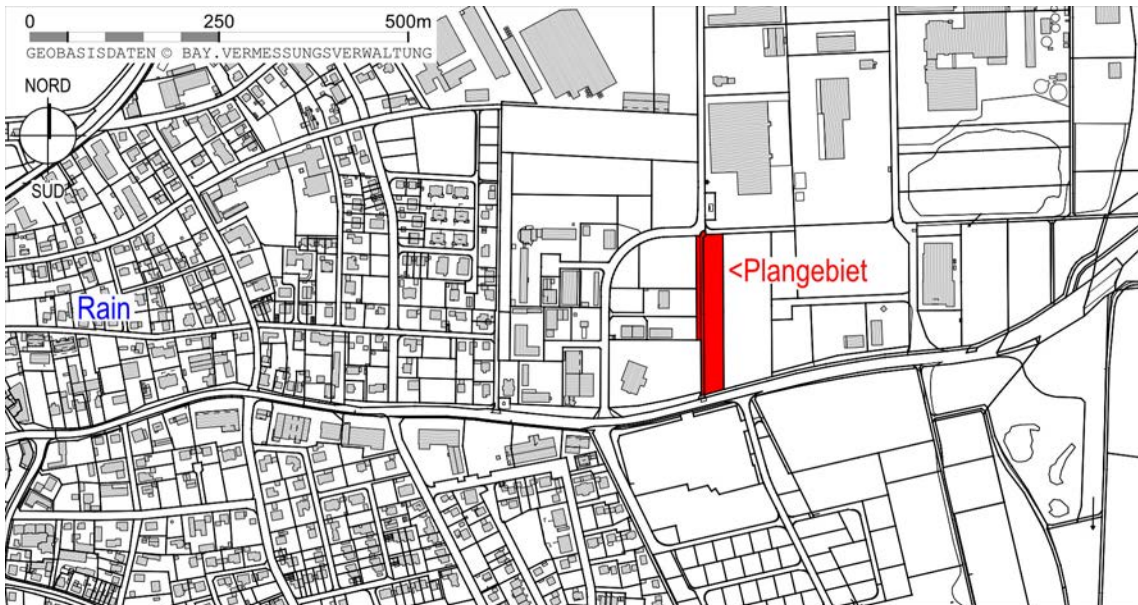 0 250 500m
GEOBASISDATEN © BAY.VERMESSUNGSVERWALTUNG
NORD
SÜD
<Plangebiet
Rain